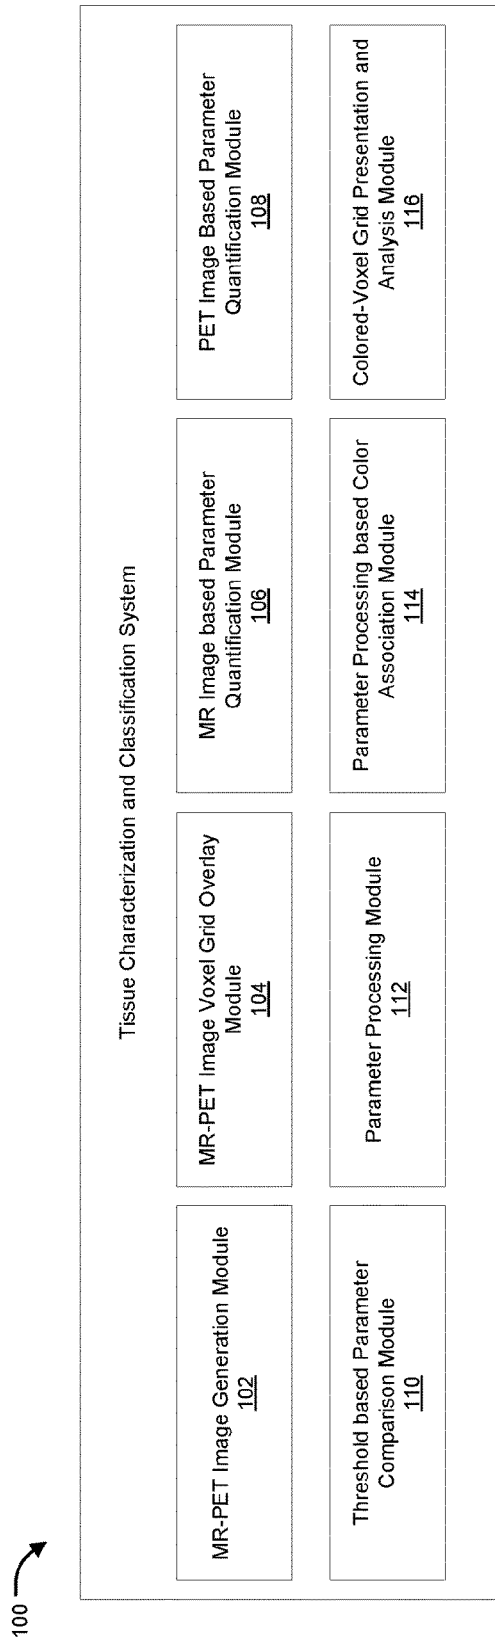 100
Tissue Characterization and Classification System
MR-PET Image Generation Module
102
MR-PET Image Voxel Grid Overlay
Module
104
MR Image based Parameter
Quantification Module
106
PET Image Based Parameter
Quantification Module
108
Threshold based Parameter
Comparison Module
110
Parameter Processing Module
112
Parameter Processing based Color
Association Module
114
Colored-Voxel Grid Presentation and
Analysis Module
116